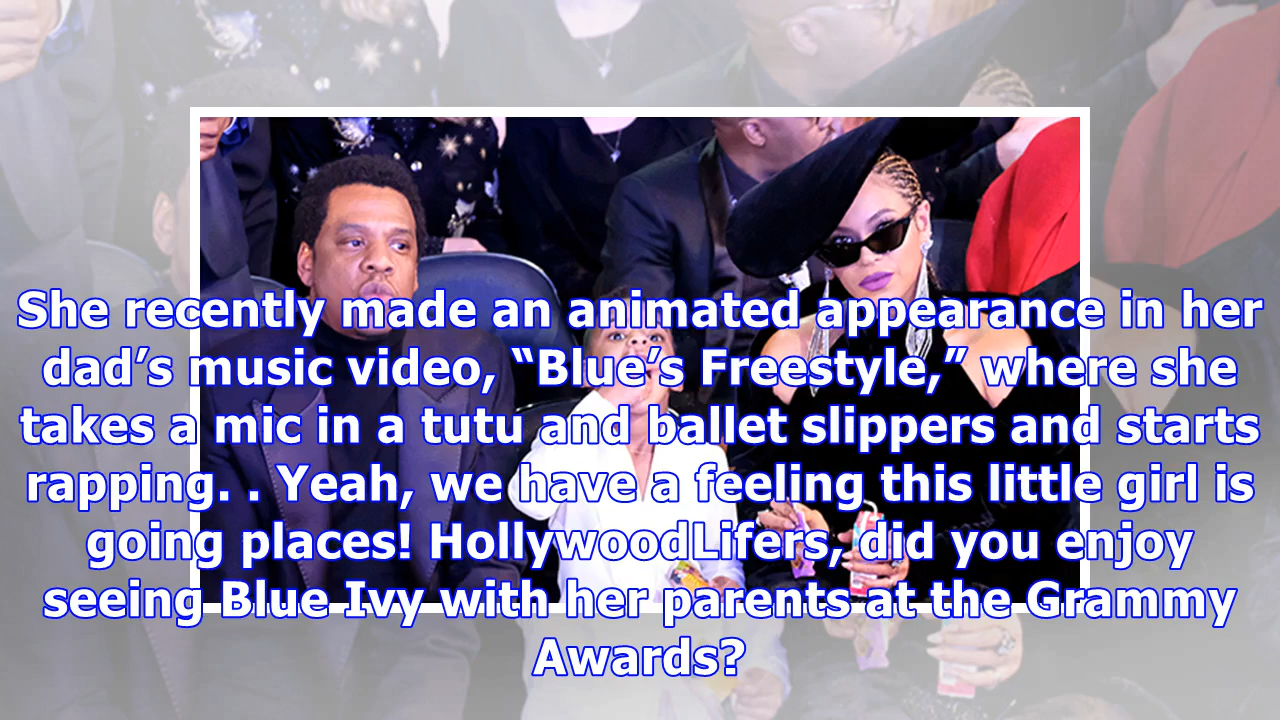 She recently made an animated appearance in her
dad’s music video, “Blue’s Freestyle,” where she
takes a mic in a tutu and ballet slippers and starts
rapping. . Yeah, we have a feeling this little girl is
going places! HollywoodLifers, did you enjoy
seeing Blue Ivy with her parents at the Grammy
Awards?